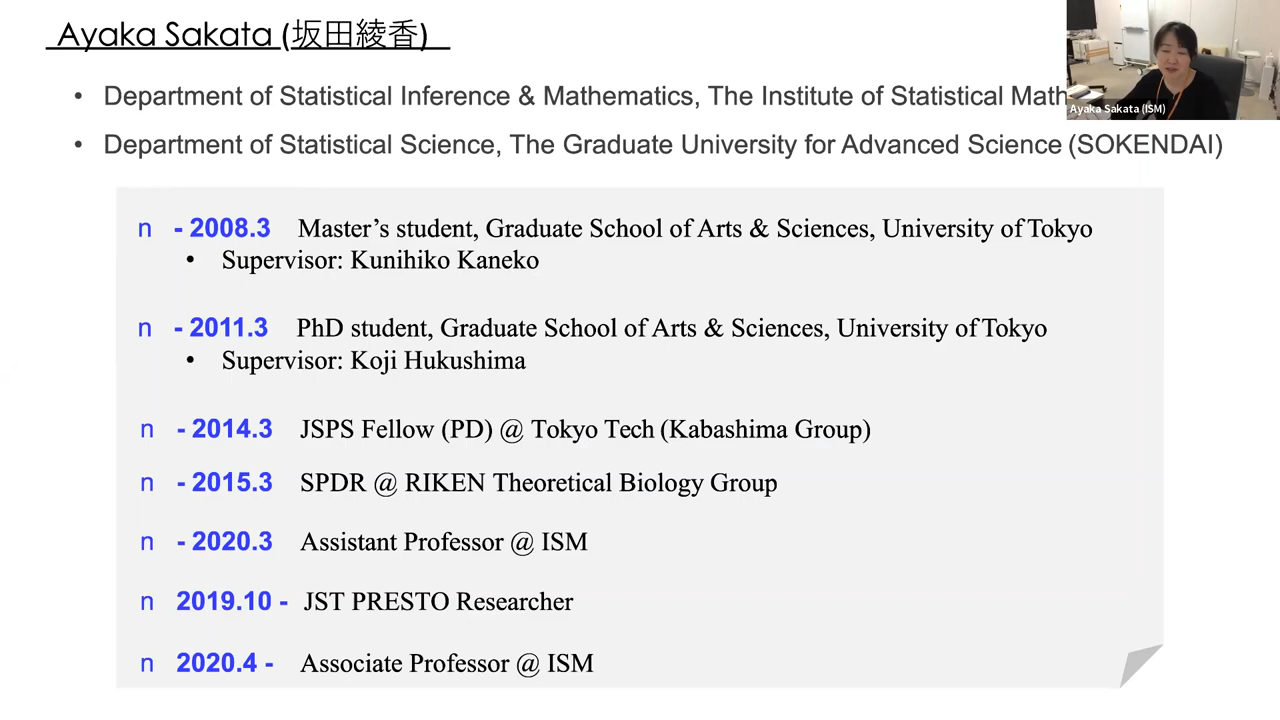 Ayaka Sakata (坂田綾香)
• Department of Statistical Inference & Mathematics, The Institute of Statistical Math
Ayaka Sakata (ISM)
• Department of Statistical Science, The Graduate University for Advanced Science (SOKENDAI)
n - 2008.3 Master's student, Graduate School of Arts & Sciences, University of Tokyo
• Supervisor: Kunihiko Kaneko
n - 2011.3 PhD student, Graduate School of Arts & Sciences, University of Tokyo
• Supervisor: Koji Hukushima
n - 2014.3 JSPS Fellow (PD) @ Tokyo Tech (Kabashima Group)
n - 2015.3 SPDR @ RIKEN Theoretical Biology Group
n - 2020.3 Assistant Professor @ ISM
n 2019.10 - JST PRESTO Researcher
n 2020.4 - Associate Professor @ ISM